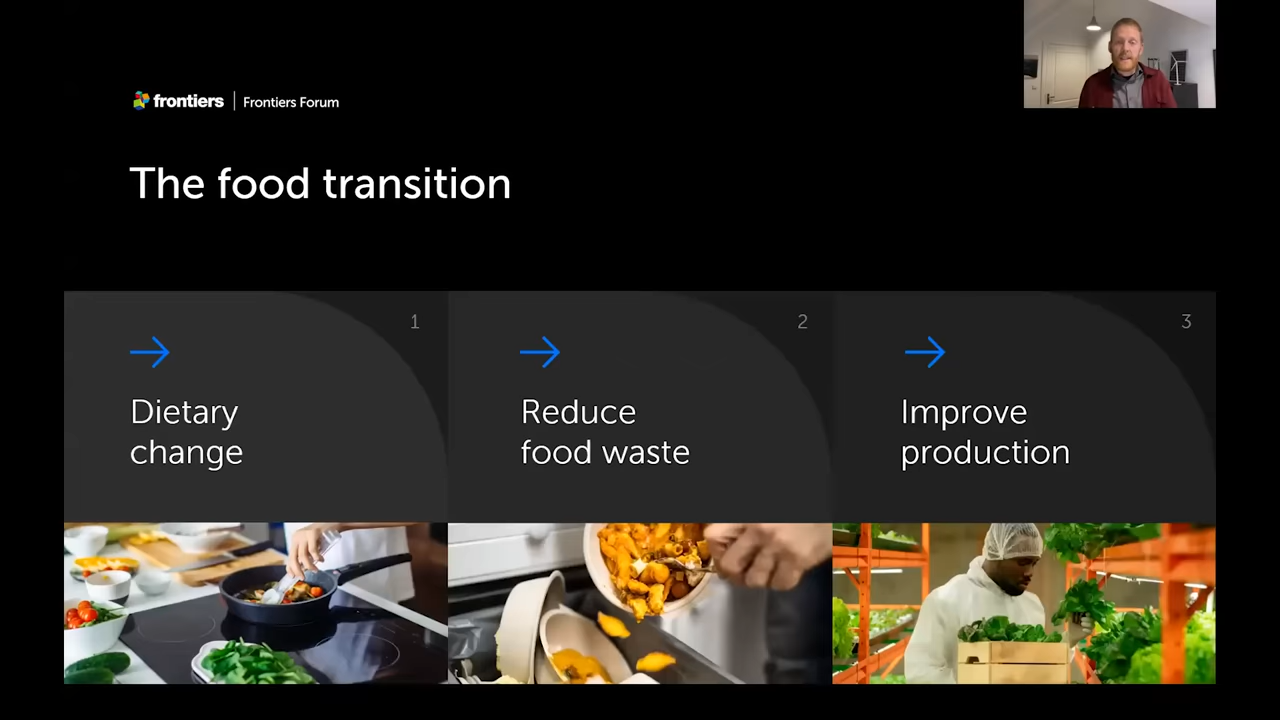 frontiers | Frontiers Forum
The food transition
1
Dietary
change
2
Reduce
food waste
3
Improve
production